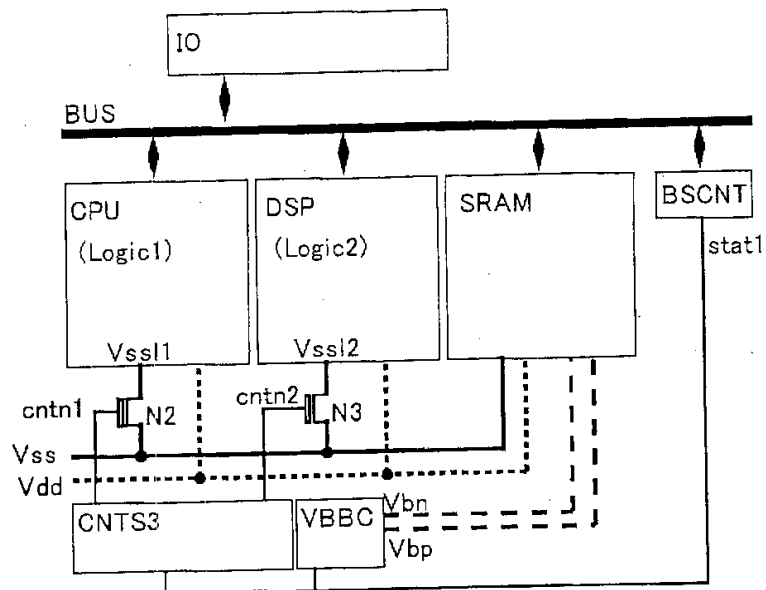 IO
BUS
CPU
(Logic1)
DSP
(Logic2)
SRAM
BSCNT
stat1
Vssl1
Vssl2
cntn1
N2
cntn2
N3
Vss
Vdd
CNTS3
VBBC
Vbn
Vbp